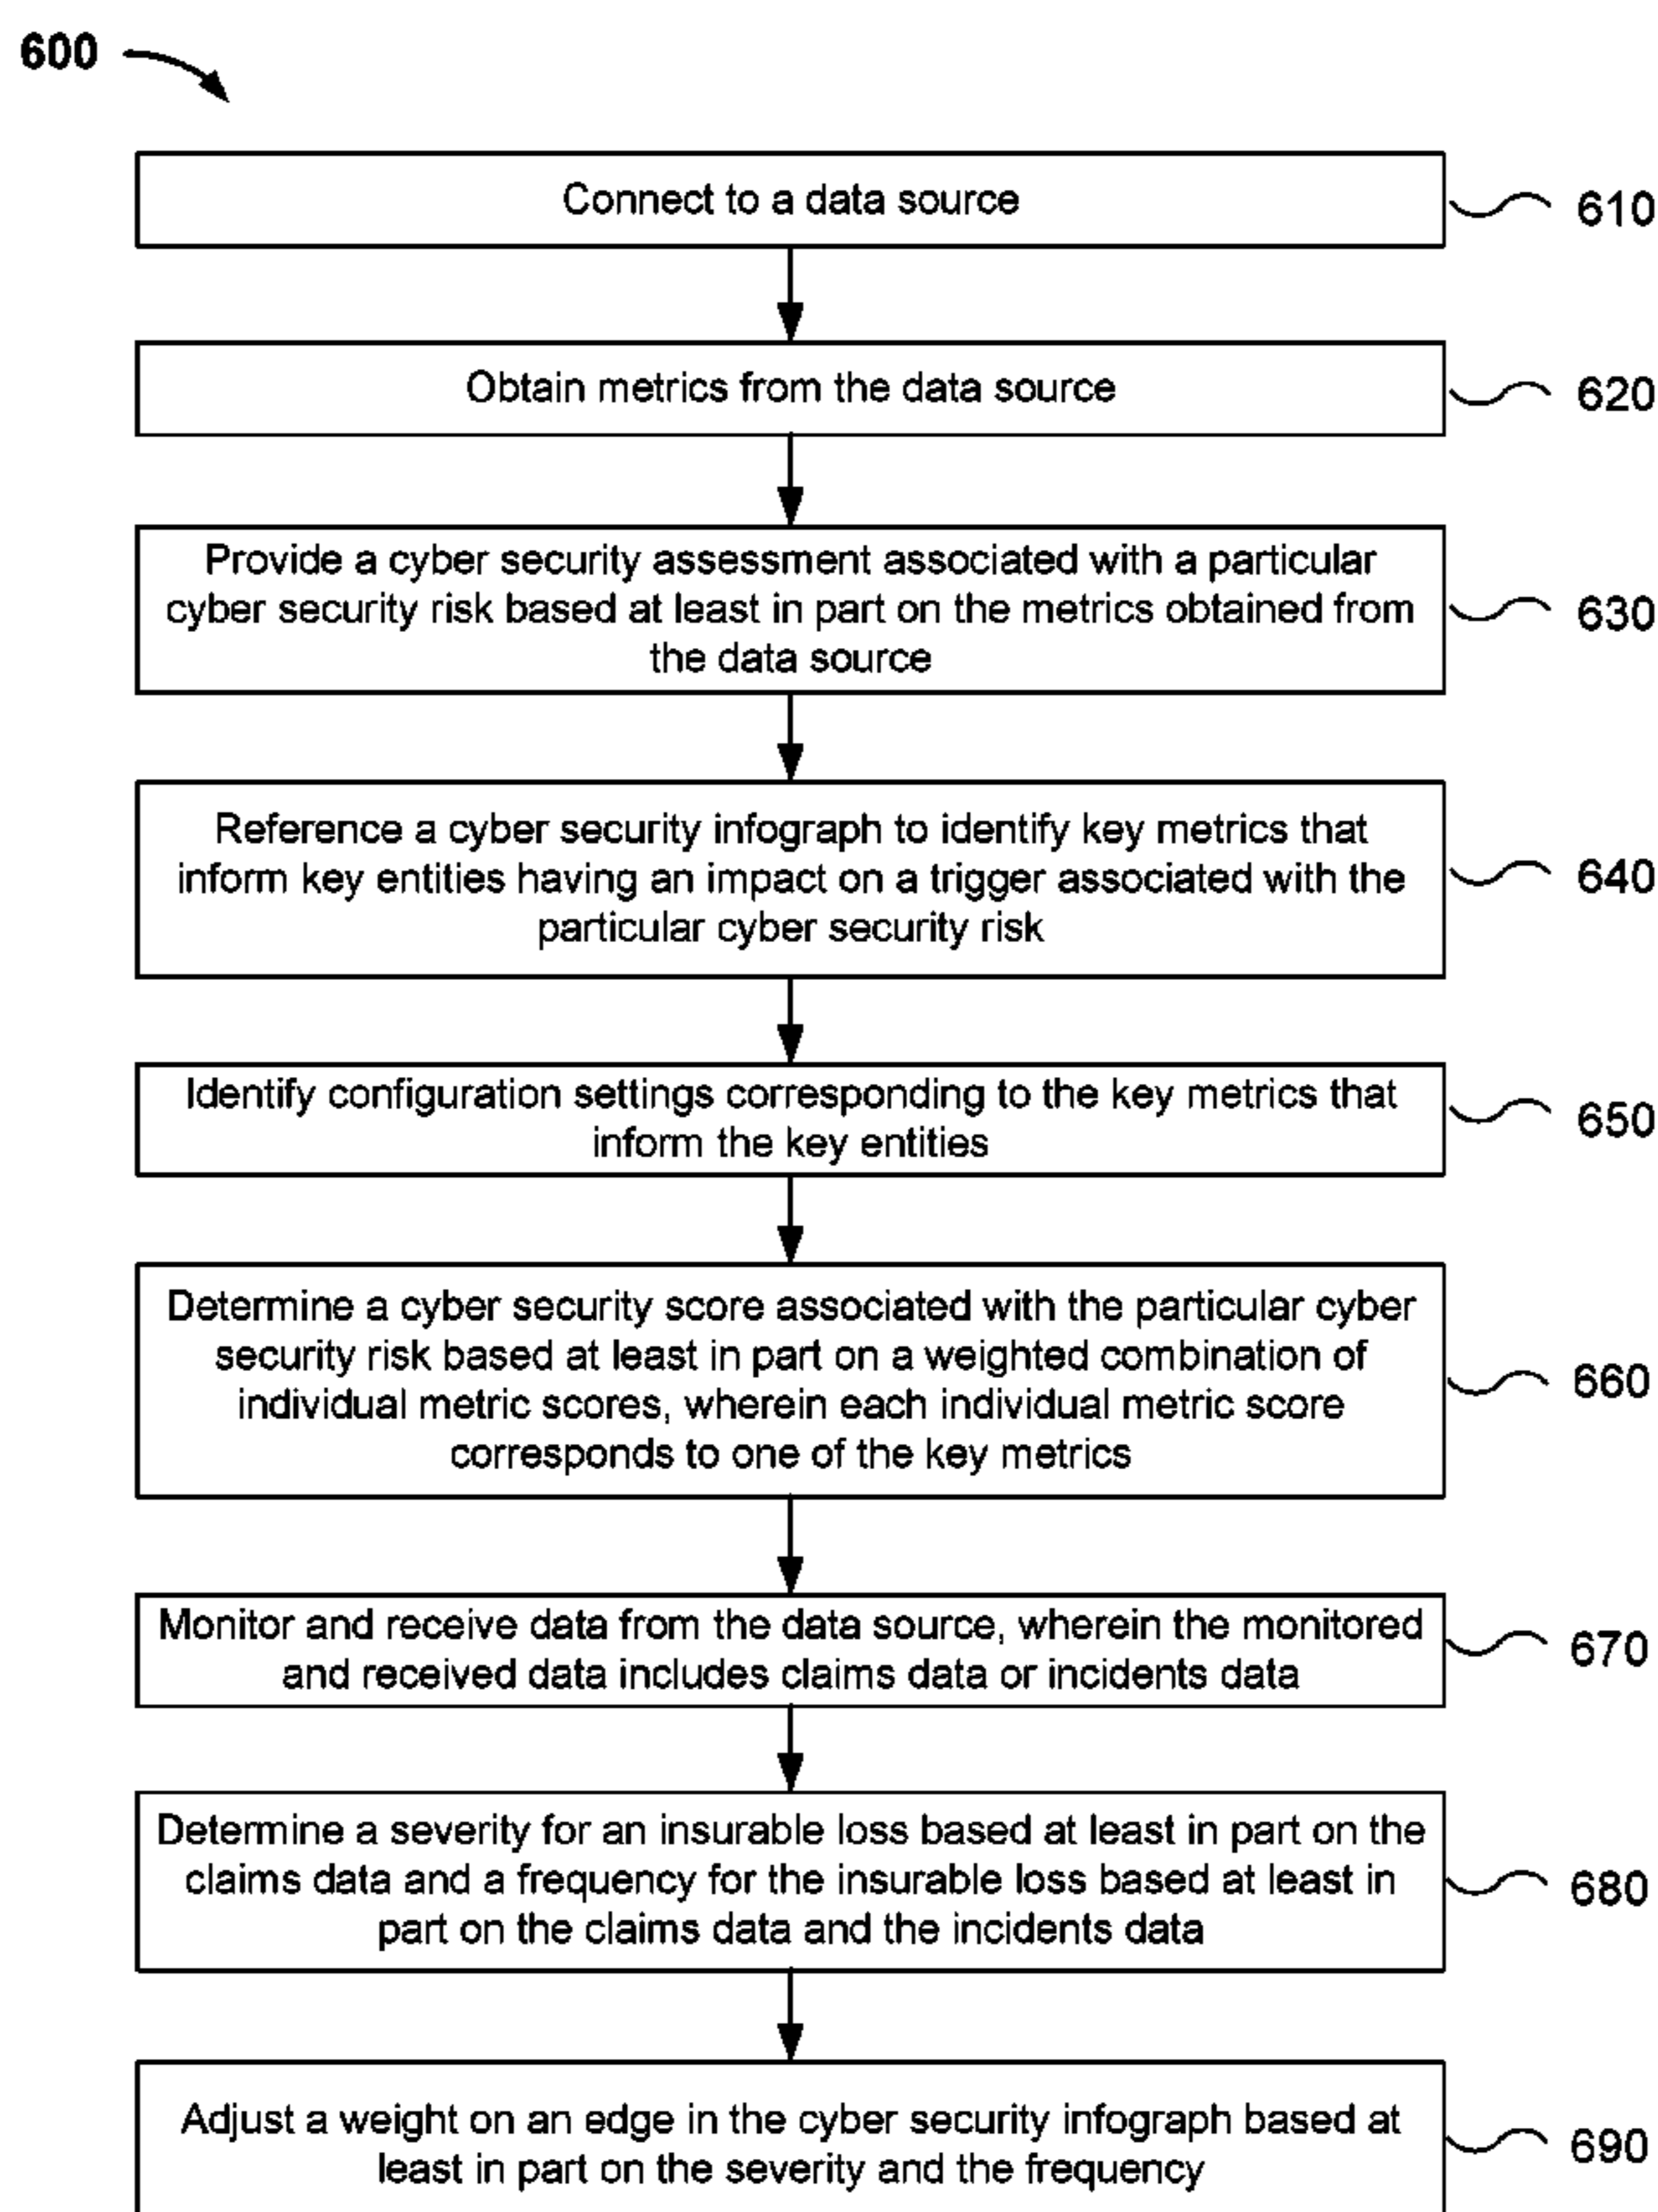 600
Connect to a data source
610
Obtain metrics from the data source
620
Provide a cyber security assessment associated with a particular
cyber security risk based at least in part on the metrics obtained from
the data source
630
Reference a cyber security infograph to identify key metrics that
inform key entities having an impact on a trigger associated with the
particular cyber security risk
640
Identify configuration settings corresponding to the key metrics that
inform the key entities
650
Determine a cyber security score associated with the particular cyber
security risk based at least in part on a weighted combination of
individual metric scores, wherein each individual metric score
corresponds to one of the key metrics
660
Monitor and receive data from the data source, wherein the monitored
and received data includes claims data or incidents data
670
Determine a severity for an insurable loss based at least in part on the
claims data and a frequency for the insurable loss based at least in
part on the claims data and the incidents data
680
Adjust a weight on an edge in the cyber security infograph based at
least in part on the severity and the frequency
690